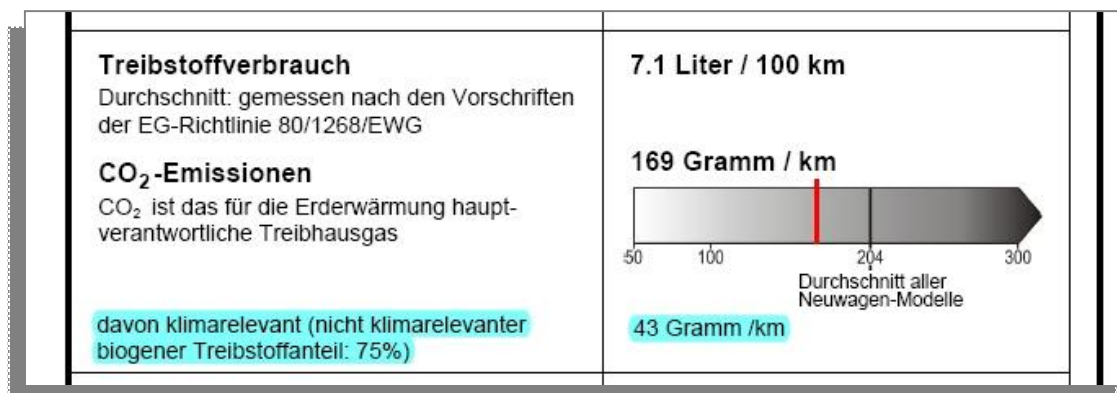 Treibstoffverbrauch
Durchschnitt: gemessen nach den Vorschriften
der EG-Richtlinie 80/1268/EWG
7.1 Liter / 100 km
CO₂-Emissionen
CO₂ ist das für die Erderwärmung haupt-
verantwortliche Treibhausgas
169 Gramm / km
50 100 204 300
Durchschnitt aller
Neuwagen-Modelle
davon klimarelevant (nicht klimarelevanter
biogener Treibstoffanteil: 75%)
43 Gramm /km